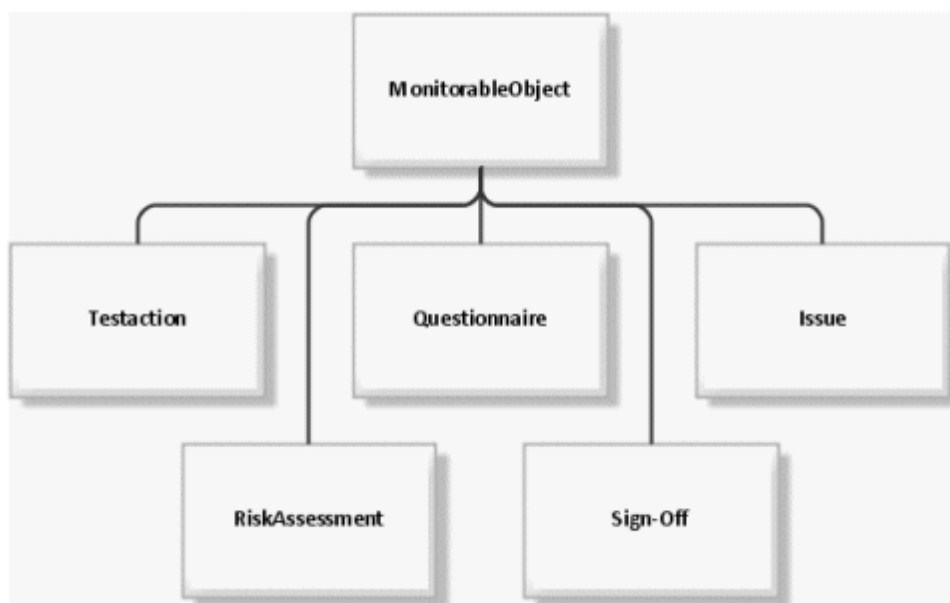 MonitorableObject
Testaction
Questionnaire
Issue
RiskAssessment
Sign-Off